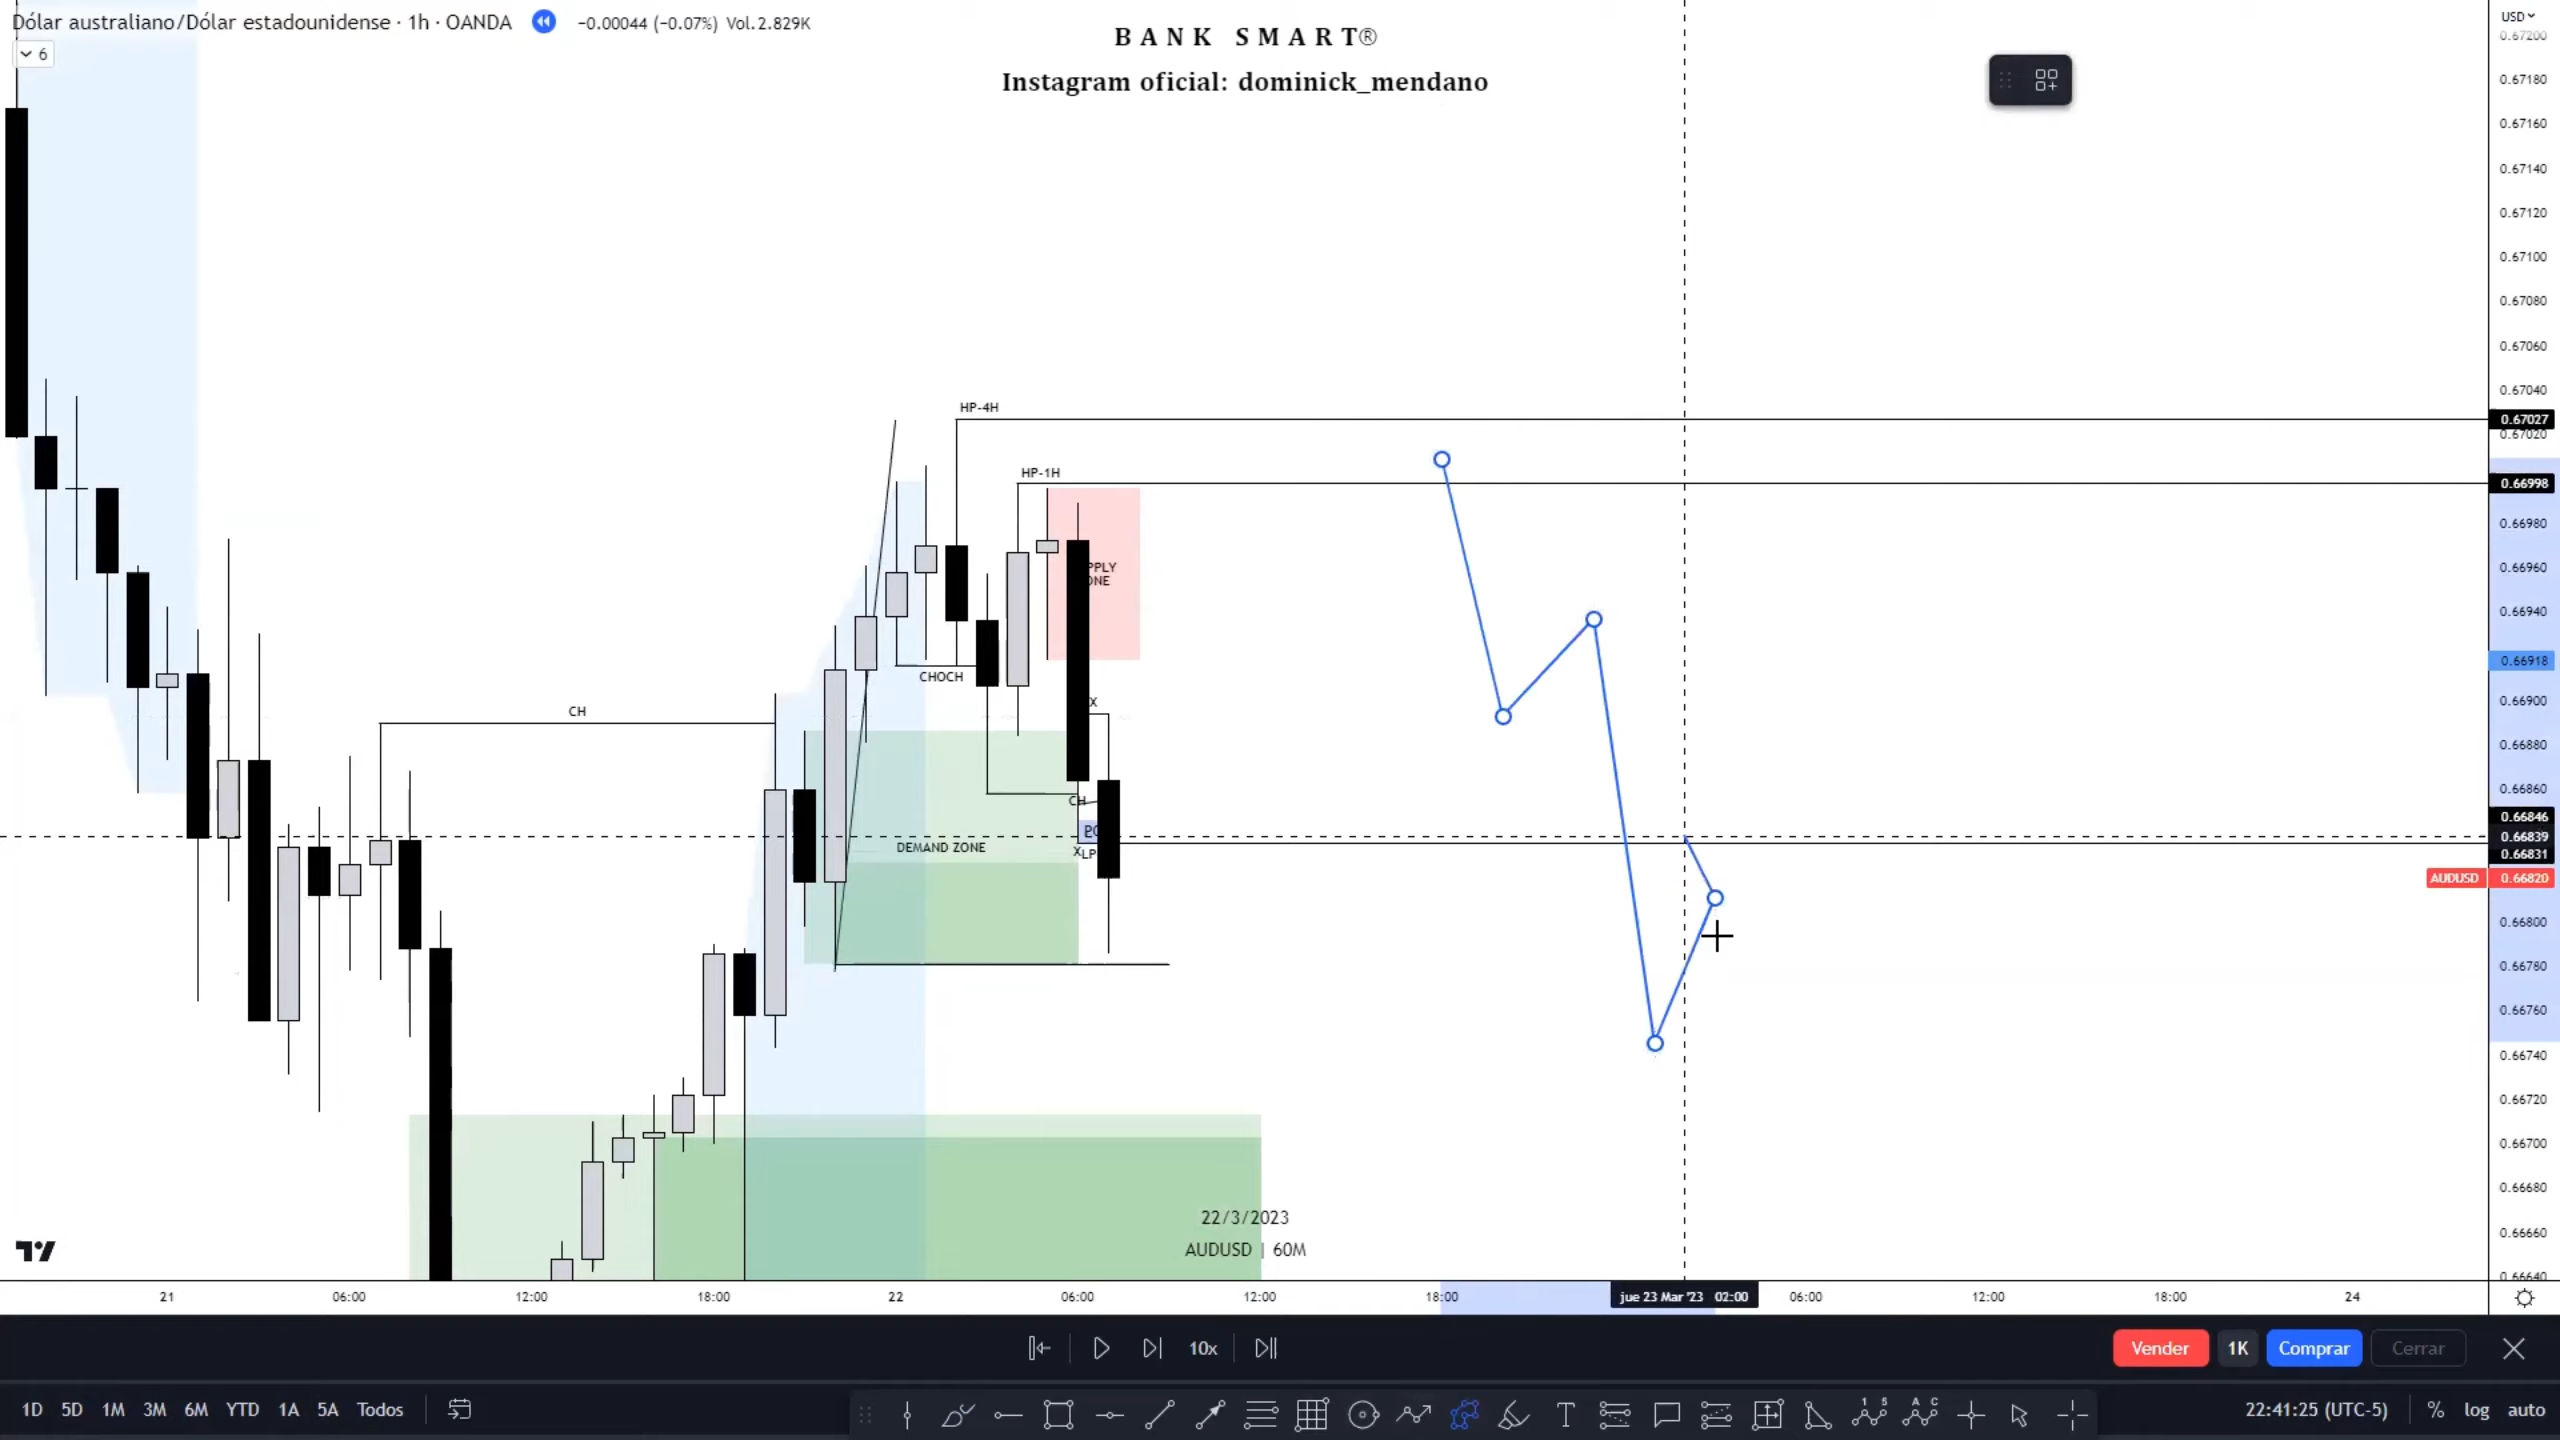 Dólar australiano/Dólar estadounidense · 1h · OANDA −0.00044 (−0.07%) Vol.2.829K
6
B A N K S M A R T®
Instagram oficial: dominick_mendano
USD
0.67200
0.67180
0.67160
0.67140
0.67120
0.67100
0.67080
0.67060
0.67040
0.67027
0.67020
0.66998
0.66980
0.66960
0.66940
0.66918
0.66900
0.66880
0.66860
0.66846
0.66839
0.66831
AUDUSD 0.66820
0.66800
0.66780
0.66760
0.66740
0.66720
0.66700
0.66680
0.66660
0.66640
HP-4H
HP-1H
PPLY
ONE
CHOCH
X
CH
CH
DEMAND ZONE
XLP
22/3/2023
AUDUSD | 60M
21 06:00 12:00 18:00 22 06:00 12:00 18:00 jue 23 Mar '23 02:00 06:00 12:00 18:00 24
10x
Vender 1K Comprar Cerrar
1D 5D 1M 3M 6M YTD 1A 5A Todos
22:41:25 (UTC-5) % log auto